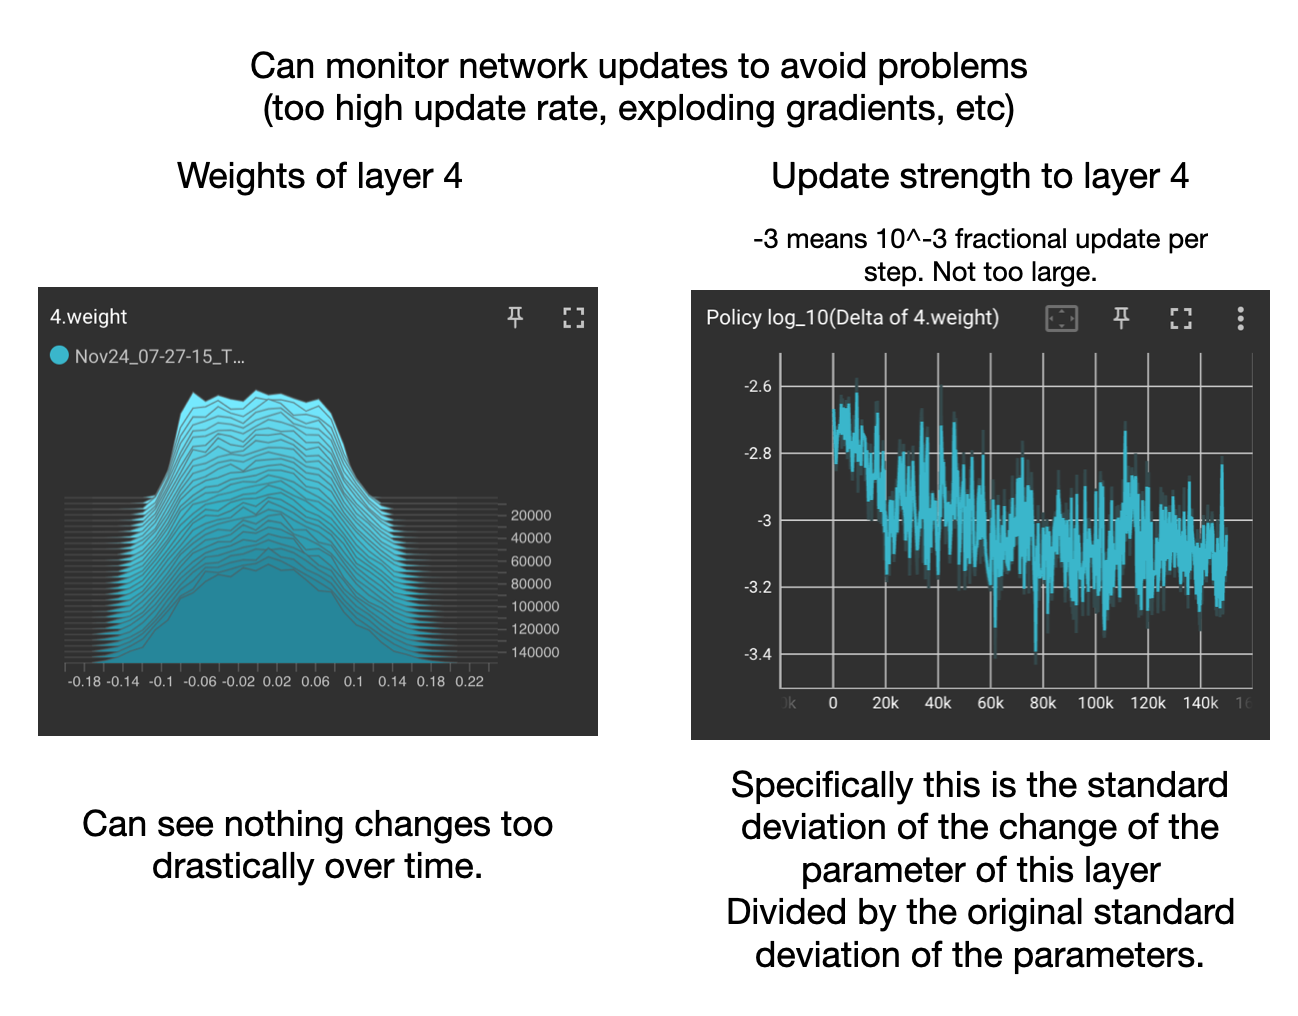 Can monitor network updates to avoid problems
(too high update rate, exploding gradients, etc)
Weights of layer 4
Update strength to layer 4
-3 means 10^-3 fractional update per
step. Not too large.
4.weight
Nov24_07-27-15_T...
20000
40000
60000
80000
100000
120000
140000
-0.18 -0.14 -0.1 -0.06 -0.02 0.02 0.06 0.1 0.14 0.18 0.22
Policy log_10(Delta of 4.weight)
-2.6
-2.8
-3
-3.2
-3.4
0 20k 40k 60k 80k 100k 120k 140k
Can see nothing changes too
drastically over time.
Specifically this is the standard
deviation of the change of the
parameter of this layer
Divided by the original standard
deviation of the parameters.